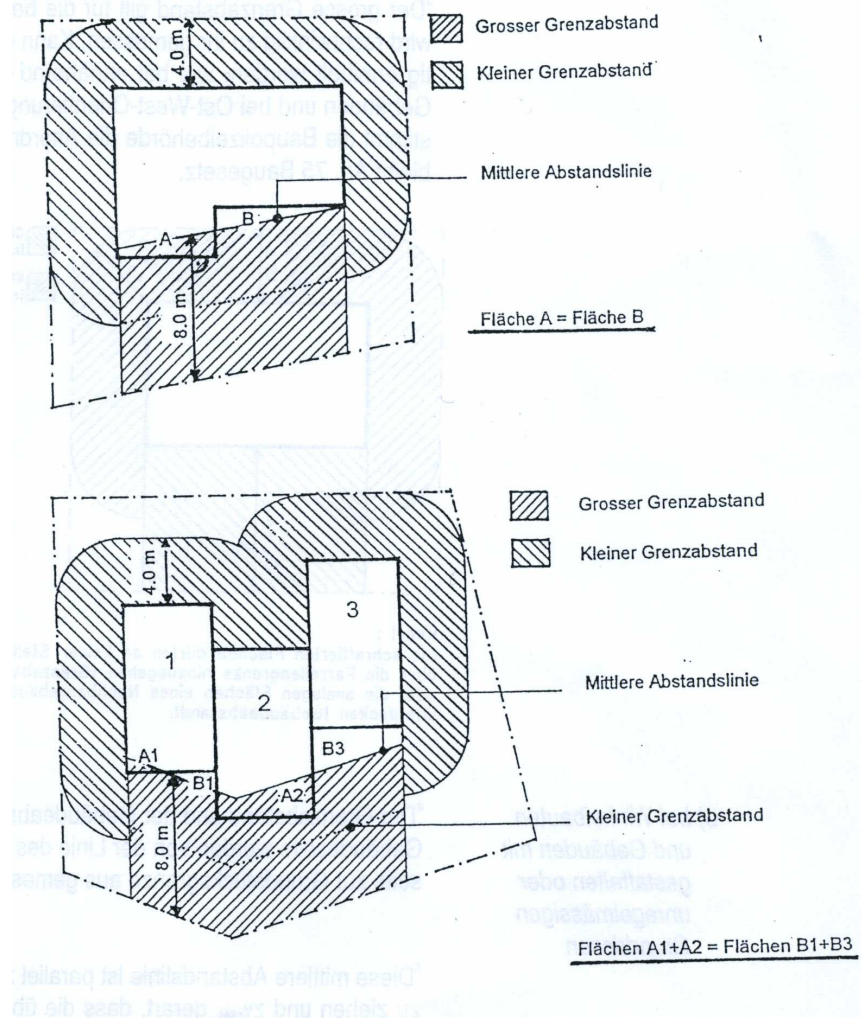 4.0 m
Grosser Grenzabstand
Kleiner Grenzabstand
Mittlere Abstandslinie
A
B
8.0 m
Fläche A = Fläche B
Grosser Grenzabstand
Kleiner Grenzabstand
4.0 m
1
2
3
Mittlere Abstandslinie
A1
B1
A2
B3
8.0 m
Kleiner Grenzabstand
Flächen A1+A2 = Flächen B1+B3